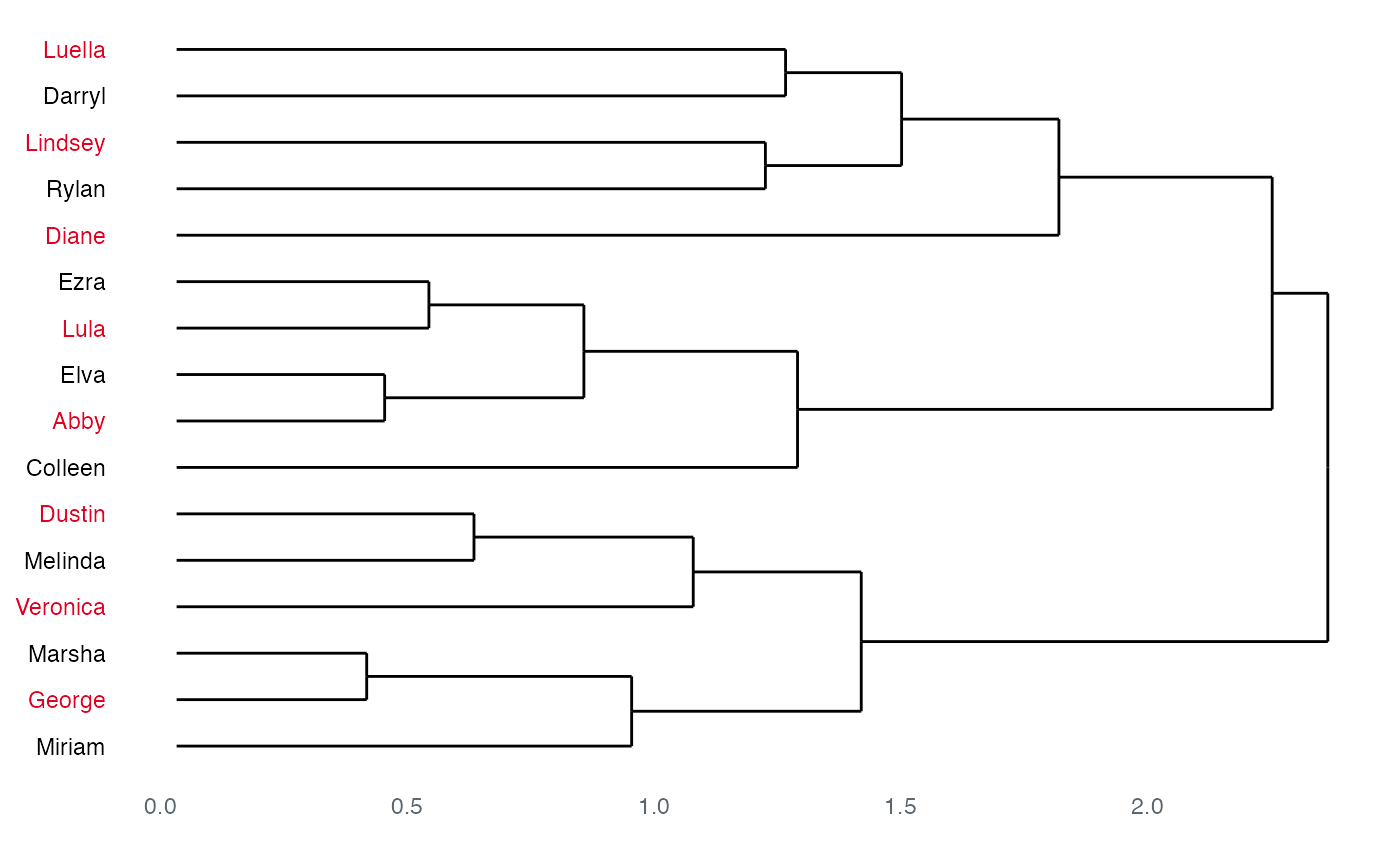 Luella
Darryl
Lindsey
Rylan
Diane
Ezra
Lula
Elva
Abby
Colleen
Dustin
Melinda
Veronica
Marsha
George
Miriam
0.0 0.5 1.0 1.5 2.0